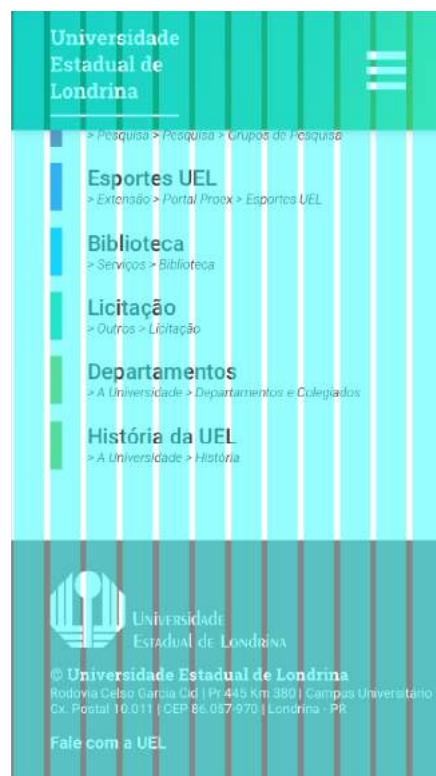 Universidade
Estadual de
Londrina
> Pesquisa > Pesquisa > Grupos de Pesquisa
Esportes UEL
> Extensão > Portal Proex > Esportes UEL
Biblioteca
> Serviços > Biblioteca
Licitação
> Outros > Licitação
Departamentos
> A Universidade > Departamentos e Colegiados
História da UEL
> A Universidade > História
Universidade
Estadual de Londrina
© Universidade Estadual de Londrina
Rodovia Celso Garcia Cid | Pr 445 Km 380 | Campus Universitário
Cx. Postal 10.011 | CEP 86.057-970 | Londrina - PR
Fale com a UEL